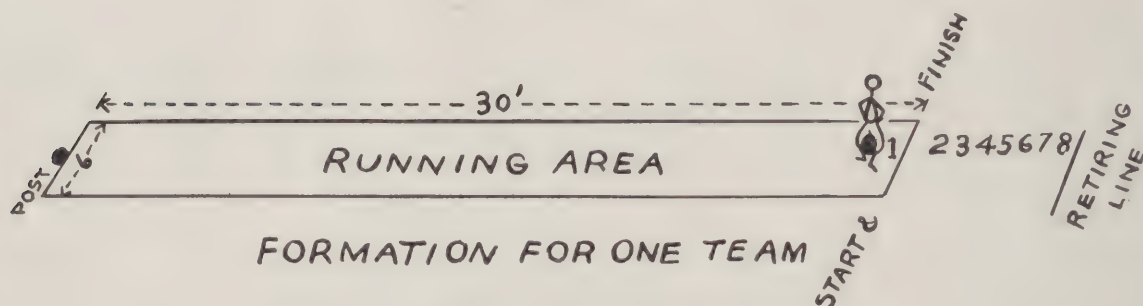 FINISH
30'
1 2345678
RUNNING AREA
6
POST
RETIRING
LINE
START &
FORMATION FOR ONE TEAM